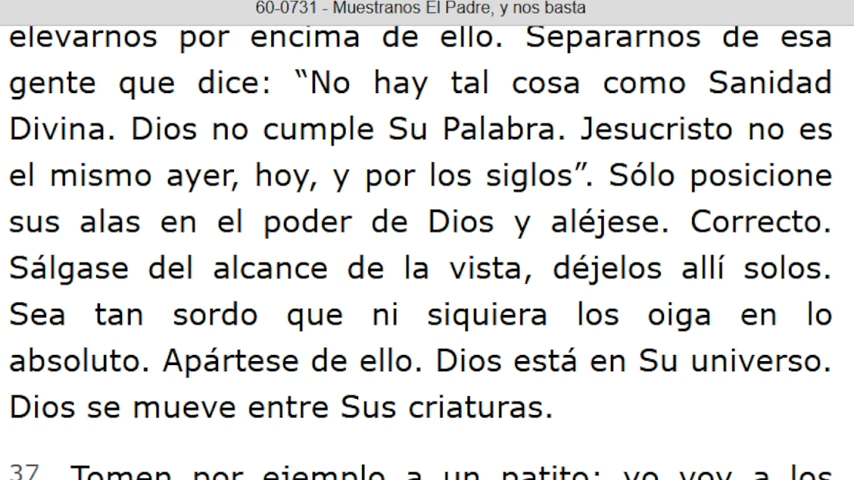 60-0731 - Muestranos El Padre, y nos basta
elevarnos por encima de ello. Separarnos de esa
gente que dice: “No hay tal cosa como Sanidad
Divina. Dios no cumple Su Palabra. Jesucristo no es
el mismo ayer, hoy, y por los siglos”. Sólo posicione
sus alas en el poder de Dios y aléjese. Correcto.
Sálgase del alcance de la vista, déjelos allí solos.
Sea tan sordo que ni siquiera los oiga en lo
absoluto. Apártese de ello. Dios está en Su universo.
Dios se mueve entre Sus criaturas.
37 Tomen por ejemplo a un patito; yo voy a los